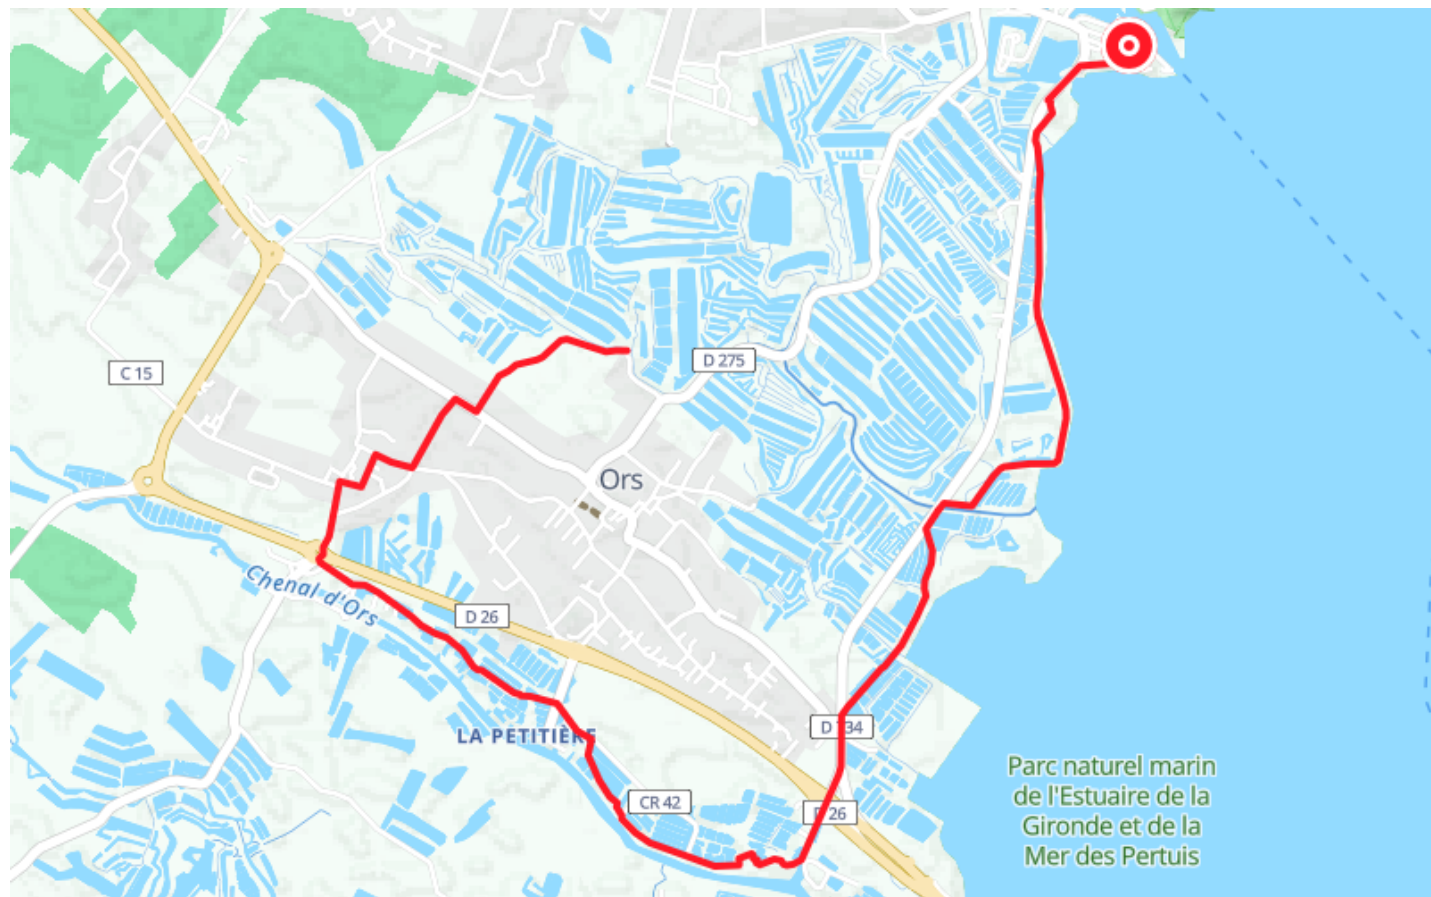 D 275
C 15
Ors
Chenal d'Ors
D 26
D 34
LA PETITIÈRE
Parc naturel marin
de l'Estuaire de la
Gironde et de la
Mer des Pertuis
CR 42
26